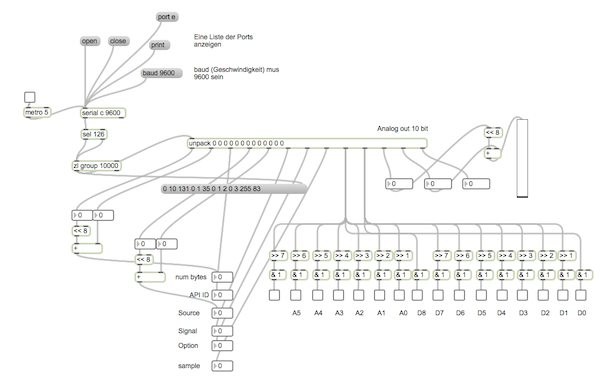 port e
open
close
print
Eine Liste der Ports
anzeigen
baud 9600
baud (Geschwindigkeit) mus
9600 sein
metro 5
serial c 9600
sel 126
Analog out 10 bit
<< 8
+
unpack 0 0 0 0 0 0 0 0 0 0 0 0 0 0
zl group 10000
0 10 131 0 1 35 0 1 2 0 3 255 83
0
0
0
0
0
<< 8
+
0
0
<< 8
+
num bytes 0
API ID 0
Source 0
Signal 0
Option 0
sample 0
>> 7 >> 6 >> 5 >> 4 >> 3 >> 2 >> 1 >> 7 >> 6 >> 5 >> 4 >> 3 >> 2 >> 1
& 1 & 1 & 1 & 1 & 1 & 1 & 1 & 1 & 1 & 1 & 1 & 1 & 1 & 1 & 1 & 1
A5 A4 A3 A2 A1 A0 D8 D7 D6 D5 D4 D3 D2 D1 D0